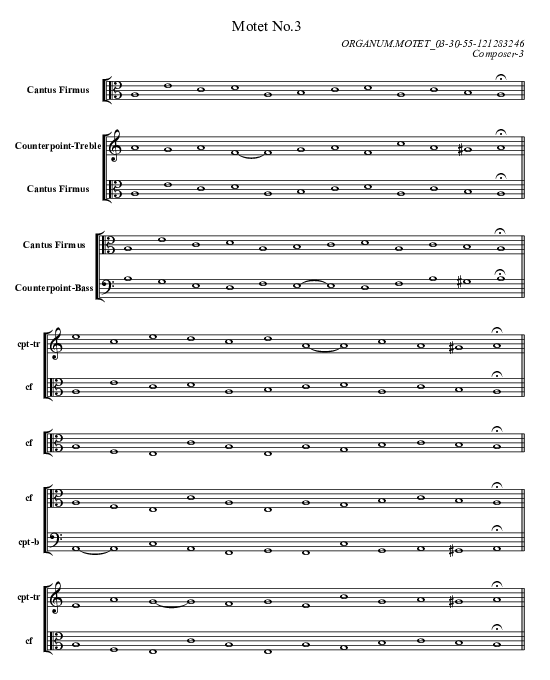 Motet No.3
ORGANUM.MOTET_03-30-55-121283246
Composer-3
Cantus Firmus
Counterpoint-Treble
Cantus Firmus
Cantus Firmus
Counterpoint-Bass
cpt-tr
cf
cf
cf
cpt-b
cpt-tr
cf